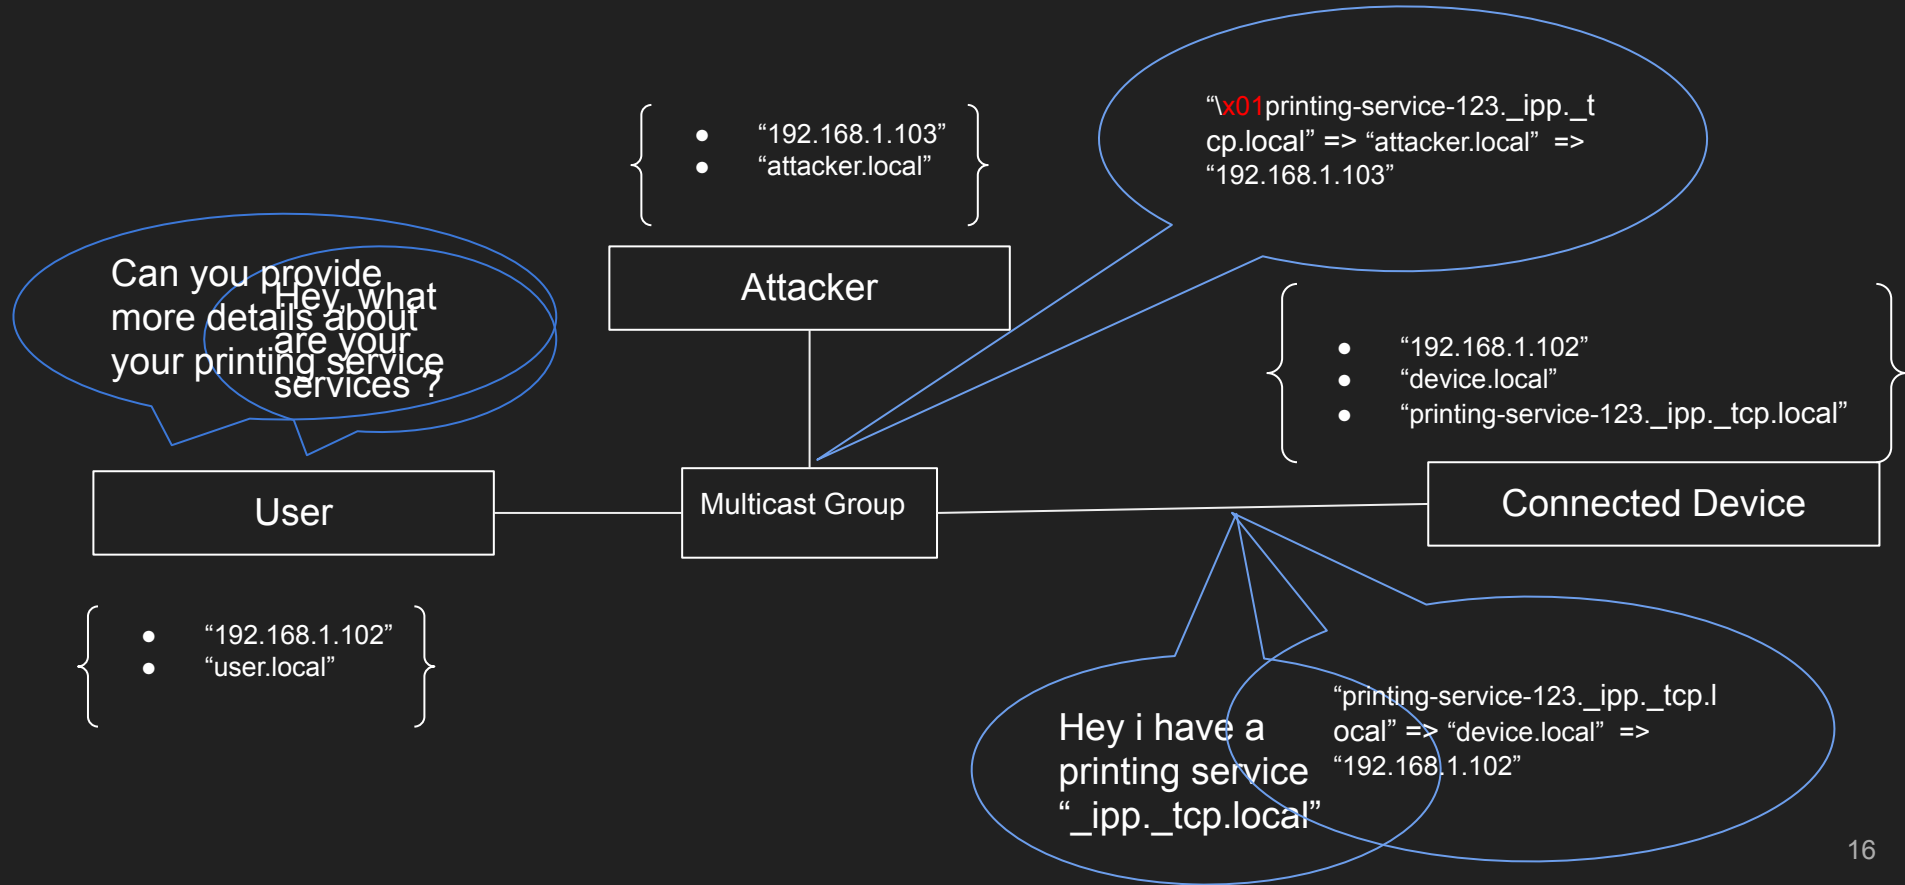 “\x01printing-service-123._ipp._t
cp.local” => “attacker.local” =>
“192.168.1.103”
● “192.168.1.103”
● “attacker.local”
Attacker
Can you provide
more details about
your printing service
Hey, what
are your
services ?
● “192.168.1.102”
● “device.local”
● “printing-service-123._ipp._tcp.local”
User
Multicast Group
Connected Device
● “192.168.1.102”
● “user.local”
Hey i have a
printing service
“_ipp._tcp.local”
“printing-service-123._ipp._tcp.l
ocal” => “device.local” =>
“192.168.1.102”
16